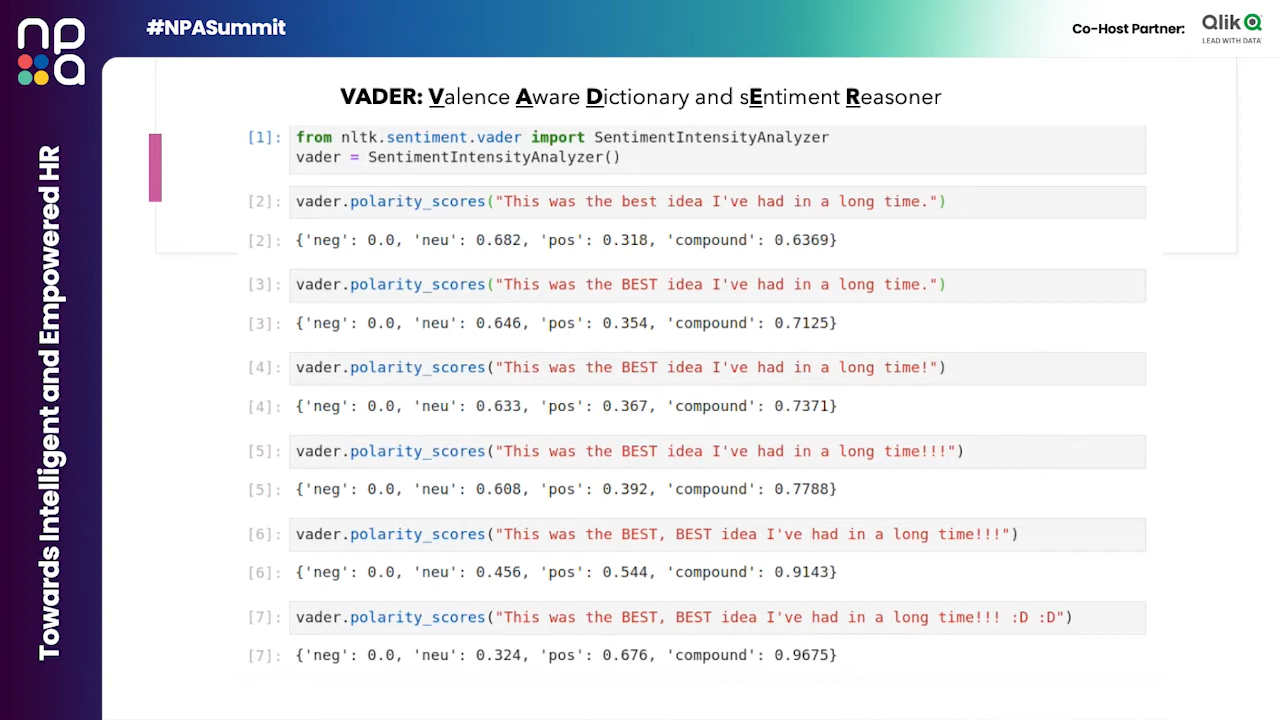 #NPASummit
Co-Host Partner:
Qlik
LEAD WITH DATA
npa
Towards Intelligent and Empowered HR
VADER: Valence Aware Dictionary and sEntiment Reasoner
[1]: from nltk.sentiment.vader import SentimentIntensityAnalyzer
vader = SentimentIntensityAnalyzer()
[2]: vader.polarity_scores("This was the best idea I've had in a long time.")
[2]: {'neg': 0.0, 'neu': 0.682, 'pos': 0.318, 'compound': 0.6369}
[3]: vader.polarity_scores("This was the BEST idea I've had in a long time.")
[3]: {'neg': 0.0, 'neu': 0.646, 'pos': 0.354, 'compound': 0.7125}
[4]: vader.polarity_scores("This was the BEST idea I've had in a long time!")
[4]: {'neg': 0.0, 'neu': 0.633, 'pos': 0.367, 'compound': 0.7371}
[5]: vader.polarity_scores("This was the BEST idea I've had in a long time!!!")
[5]: {'neg': 0.0, 'neu': 0.608, 'pos': 0.392, 'compound': 0.7788}
[6]: vader.polarity_scores("This was the BEST, BEST idea I've had in a long time!!!")
[6]: {'neg': 0.0, 'neu': 0.456, 'pos': 0.544, 'compound': 0.9143}
[7]: vader.polarity_scores("This was the BEST, BEST idea I've had in a long time!!! :D :D")
[7]: {'neg': 0.0, 'neu': 0.324, 'pos': 0.676, 'compound': 0.9675}